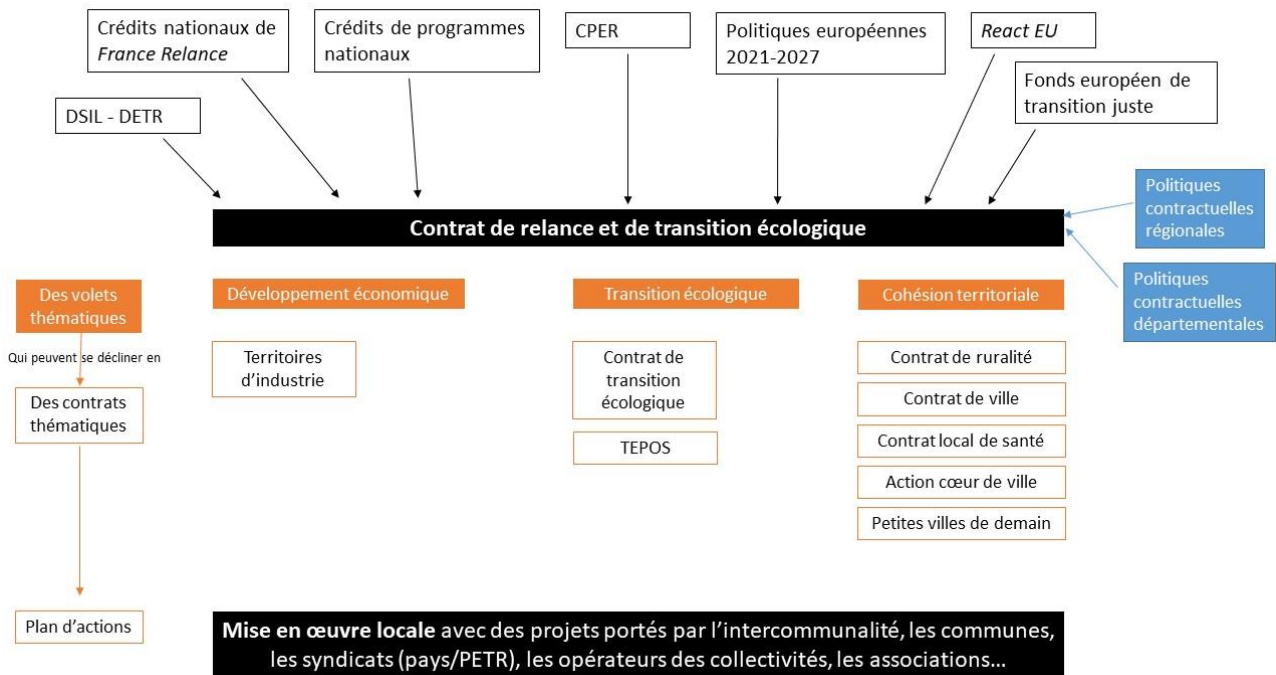 Crédits nationaux de
France Relance
Crédits de programmes
nationaux
CPER
Politiques européennes
2021-2027
React EU
Fonds européen de
transition juste
DSIL - DETR
Politiques
contractuelles
régionales
Contrat de relance et de transition écologique
Politiques
contractuelles
départementales
Des volets
thématiques
Développement économique
Transition écologique
Cohésion territoriale
Qui peuvent se décliner en
Des contrats
thématiques
Territoires
d’industrie
Contrat de
transition
écologique
TEPOS
Contrat de ruralité
Contrat de ville
Contrat local de santé
Action cœur de ville
Petites villes de demain
Plan d’actions
Mise en œuvre locale avec des projets portés par l’intercommunalité, les communes,
les syndicats (pays/PETR), les opérateurs des collectivités, les associations…